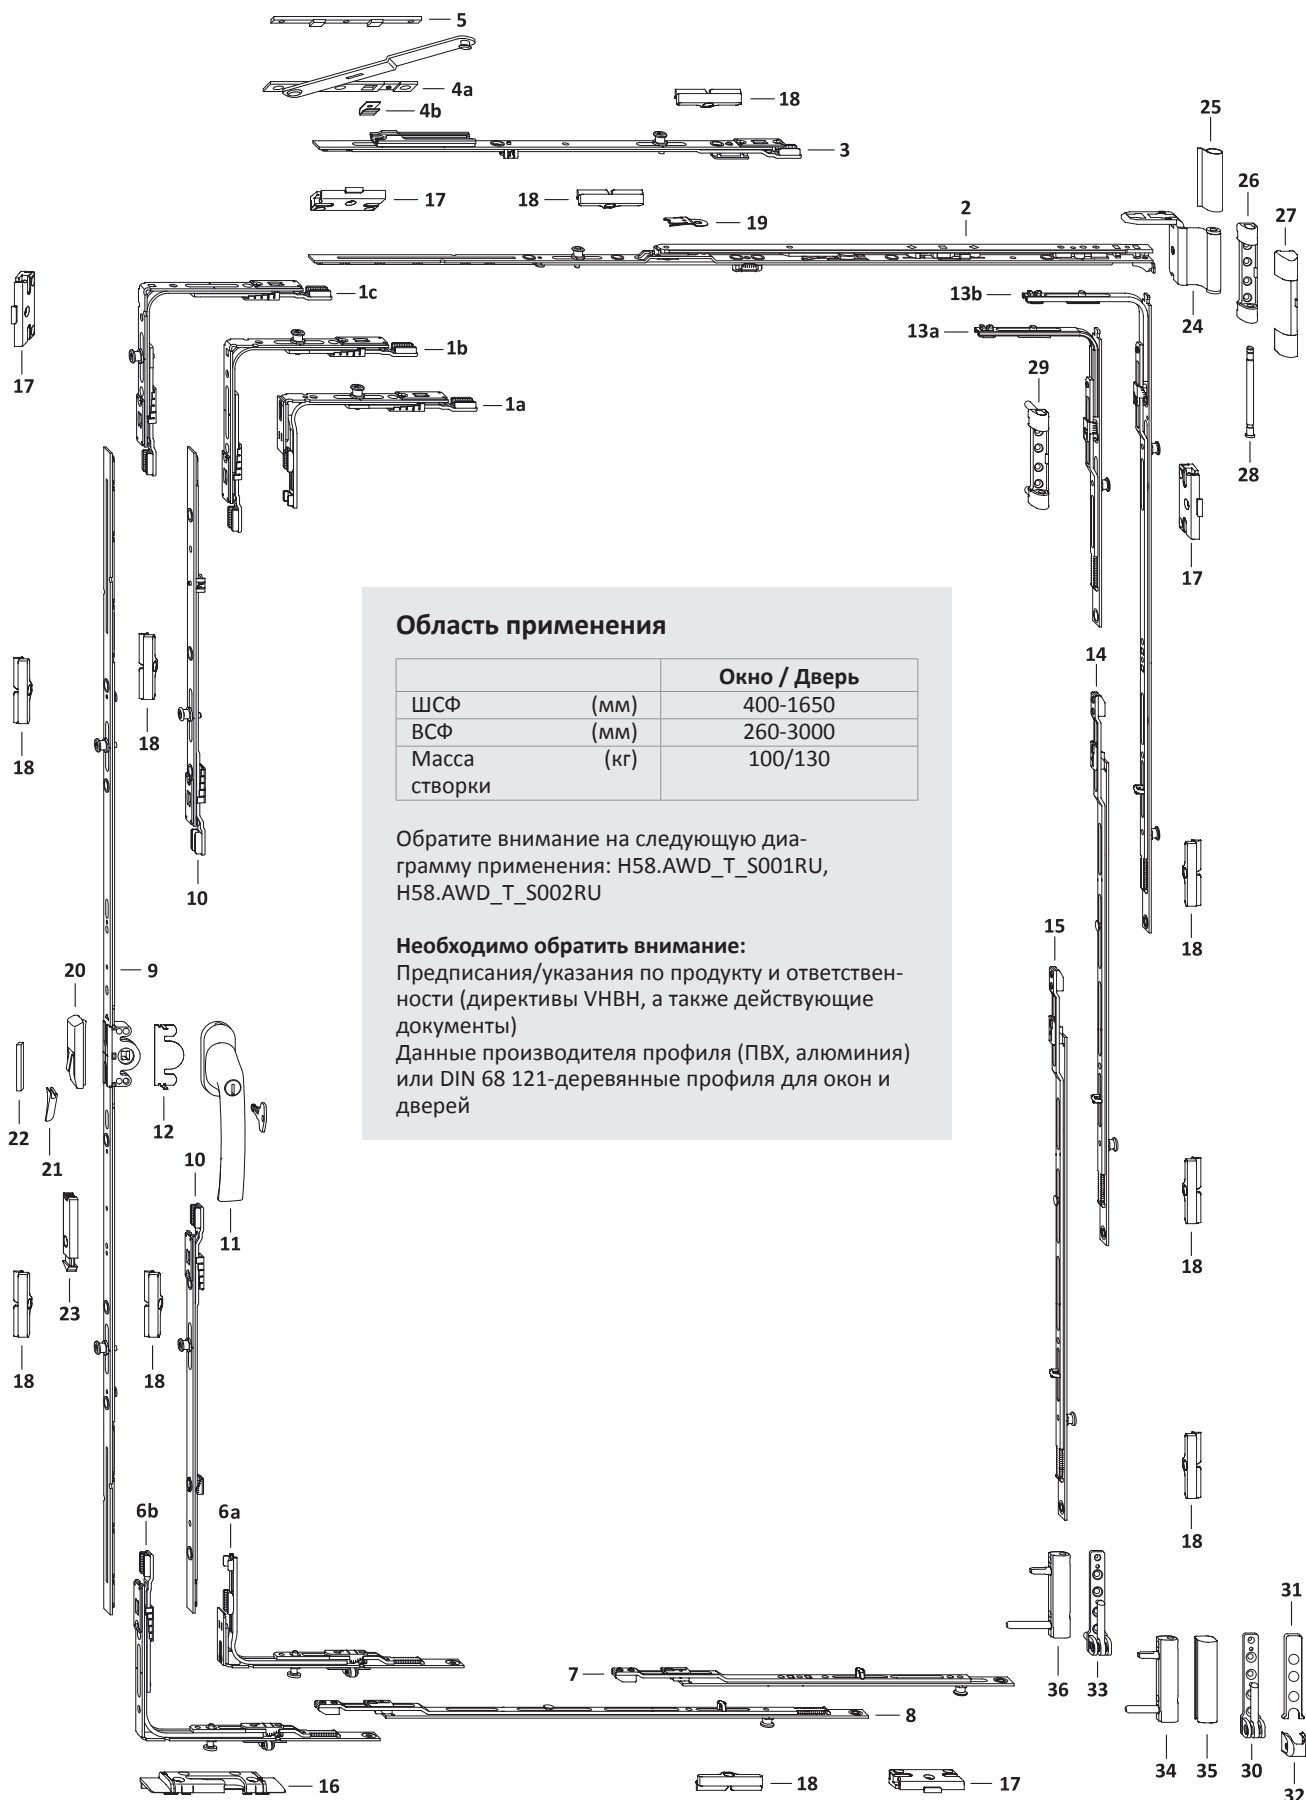 5
4a
4b
18
3
25
17
18
19
2
26
27
1c
13b
24
17
1b
13a
29
1a
28
17
Область применения
Окно / Дверь
ШСФ (мм) 400-1650
ВСФ (мм) 260-3000
Масса (кг) 100/130
створки
14
18
18
Обратите внимание на следующую диа-
грамму применения: H58.AWD_T_S001RU,
H58.AWD_T_S002RU
10
18
15
Необходимо обратить внимание:
Предписания/указания по продукту и ответствен-
ности (директивы VHBH, а также действующие
документы)
Данные производителя профиля (ПВХ, алюминия)
или DIN 68 121-деревянные профиля для окон и
дверей
20
9
22
21
12
10
11
23
18
18
18
18
6b
6a
31
7
36
33
8
16
18
17
34
35
30
32